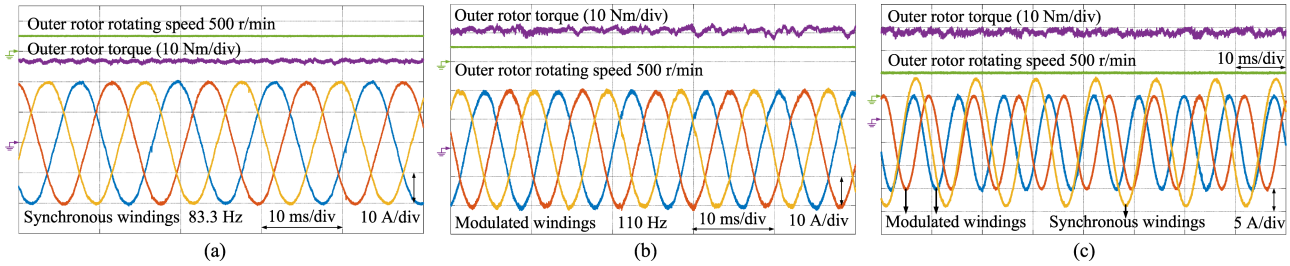 Outer rotor rotating speed 500 r/min
Outer rotor torque (10 Nm/div)
Synchronous windings 83.3 Hz
10 ms/div
10 A/div
(a)
Outer rotor torque (10 Nm/div)
Outer rotor rotating speed 500 r/min
Modulated windings
110 Hz
10 ms/div
10 A/div
(b)
Outer rotor torque (10 Nm/div)
Outer rotor rotating speed 500 r/min
10 ms/div
Modulated windings
Synchronous windings
5 A/div
(c)